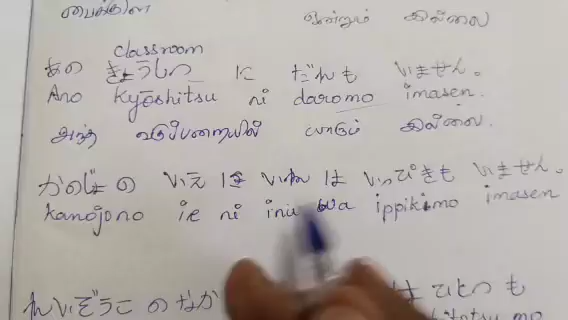 பைக்குள் ஒன்றும் இல்லை
classroom
あの きょうしつ に だれも いません。
Ano Kyōshitsu ni daromo imasen.
அந்த வகுப்பறையில் யாரும் இல்லை.
かのじょの いえ に いぬ は いっぴきも いません。
kanojono ie ni inu wa ippikimo imasen
れいぞうこ のなか は ひとつ も